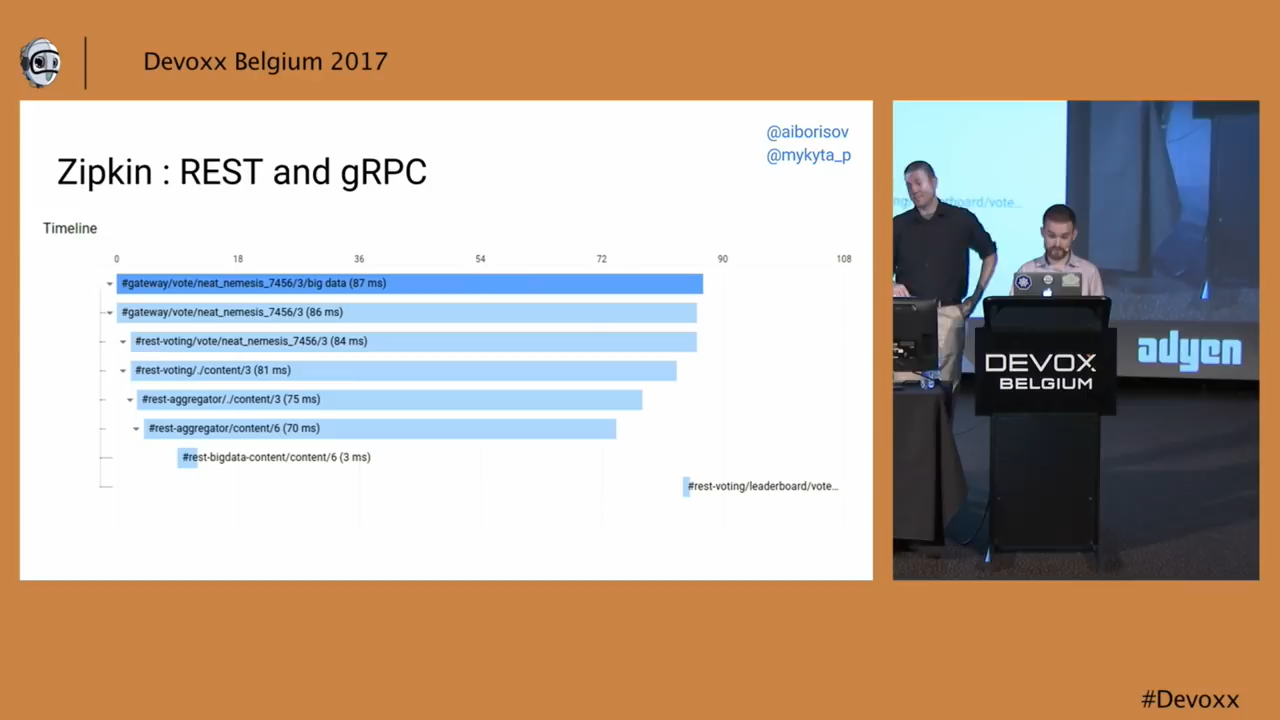 Devoxx Belgium 2017
@aiborisov
@mykyta_p
Zipkin : REST and gRPC
Timeline
0 18 36 54 72 90 108
#gateway/vote/neat_nemesis_7456/3/big data (87 ms)
#gateway/vote/neat_nemesis_7456/3 (86 ms)
#rest-voting/vote/neat_nemesis_7456/3 (84 ms)
#rest-voting/./content/3 (81 ms)
#rest-aggregator/./content/3 (75 ms)
#rest-aggregator/content/6 (70 ms)
#rest-bigdata-content/content/6 (3 ms)
#rest-voting/leaderboard/vote...
adyen
DEVOXX
BELGIUM
#Devoxx